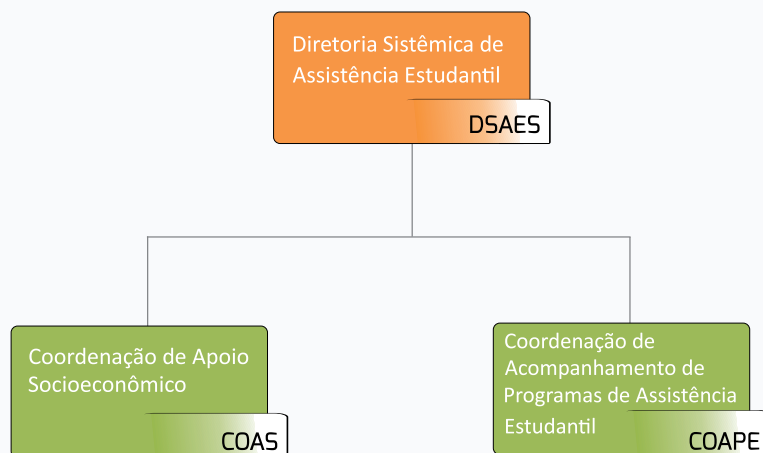 Diretoria Sistêmica de
Assistência Estudantil
DSAES
Coordenação de Apoio
Socioeconômico
COAS
Coordenação de
Acompanhamento de
Programas de Assistência
Estudantil
COAPE